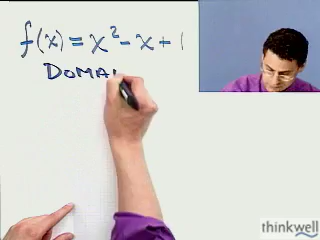 f(x) = x² - x + 1
DOMA
thinkwell